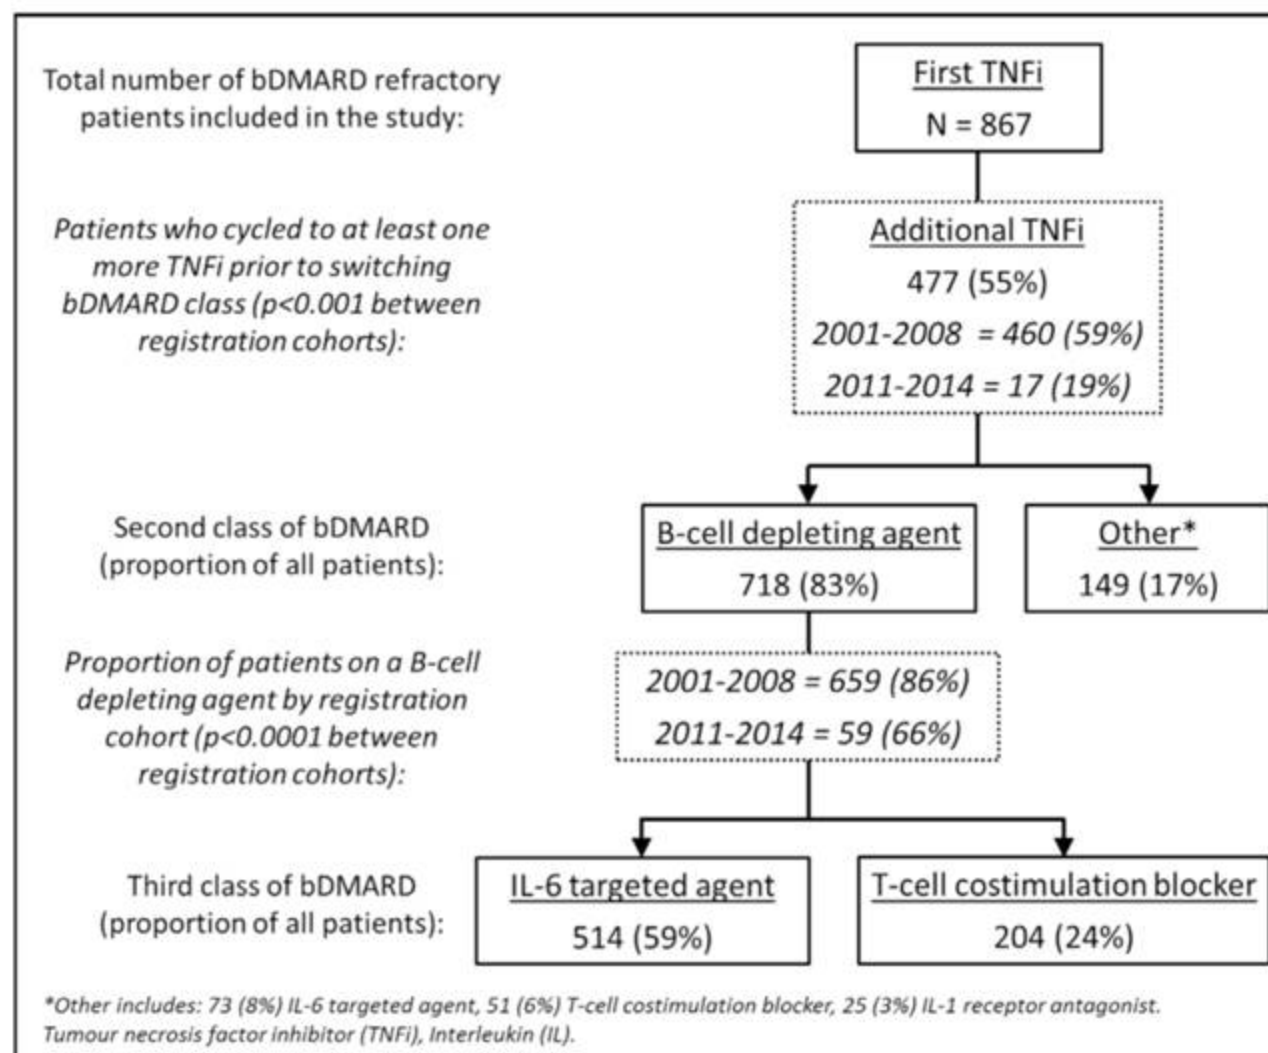 Total number of bDMARD refractory
patients included in the study:
First TNFi
N = 867
Patients who cycled to at least one
more TNFi prior to switching
bDMARD class (p<0.001 between
registration cohorts):
Additional TNFi
477 (55%)
2001-2008 = 460 (59%)
2011-2014 = 17 (19%)
Second class of bDMARD
(proportion of all patients):
B-cell depleting agent
718 (83%)
Other*
149 (17%)
Proportion of patients on a B-cell
depleting agent by registration
cohort (p<0.0001 between
registration cohorts):
2001-2008 = 659 (86%)
2011-2014 = 59 (66%)
Third class of bDMARD
(proportion of all patients):
IL-6 targeted agent
514 (59%)
T-cell costimulation blocker
204 (24%)
*Other includes: 73 (8%) IL-6 targeted agent, 51 (6%) T-cell costimulation blocker, 25 (3%) IL-1 receptor antagonist.
Tumour necrosis factor inhibitor (TNFi), Interleukin (IL).